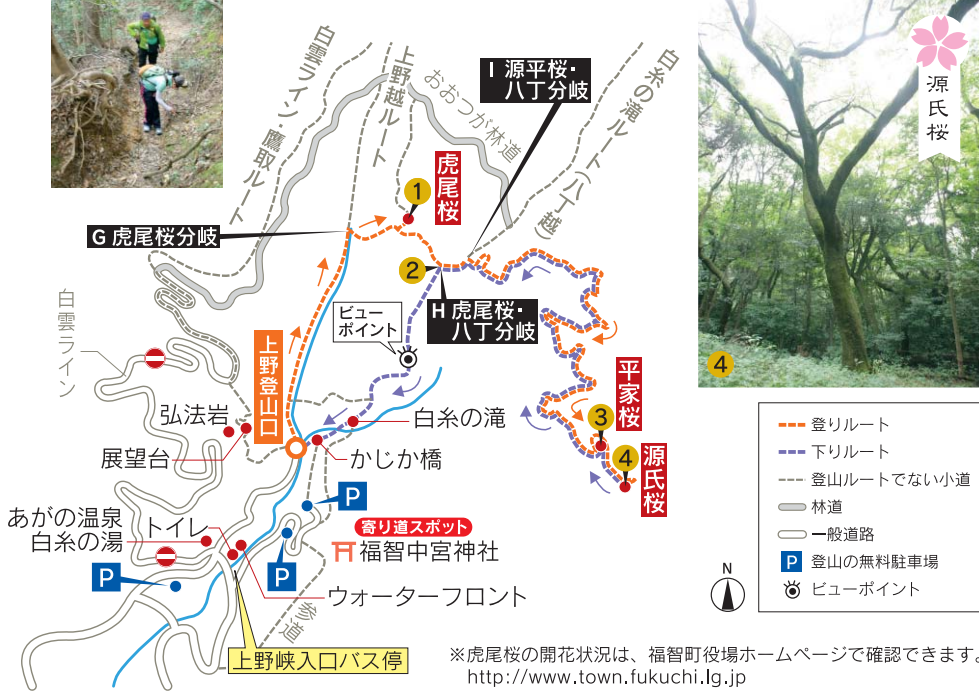 白雲ライン 鷹取ルート
上野越ルート
おおつが林道
I 源平桜・
八丁分岐
白糸の滝ルート(八丁越)
源氏桜
虎尾桜
1
G 虎尾桜分岐
2
H 虎尾桜・
八丁分岐
ビュー
ポイント
白雲ライン
上野登山口
平家桜
3
4
源氏桜
4
弘法岩
展望台
白糸の滝
かじか橋
P
あがの温泉
白糸の湯
トイレ
寄り道スポット
福智中宮神社
P
P
ウォーターフロント
参道
上野峡入口バス停
登りルート
下りルート
登山ルートでない小道
林道
一般道路
P 登山の無料駐車場
ビューポイント
N
※虎尾桜の開花状況は、福智町役場ホームページで確認できます。
http://www.town.fukuchi.lg.jp